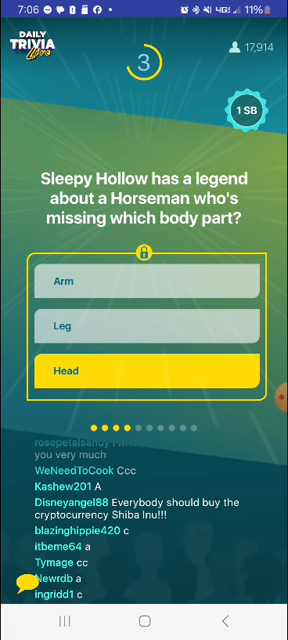 7:06 4G 11%
DAILY
TRIVIA
Live
3
17,914
1 SB
Sleepy Hollow has a legend
about a Horseman who's
missing which body part?
Arm
Leg
Head
rosepetalsandy
you very much
WeNeedToCook Ccc
Kashew201 A
Disneyangel88 Everybody should buy the
cryptocurrency Shiba Inu!!!
blazinghippie420 c
itbeme64 a
Tymage cc
Newrdb a
ingridd1 c